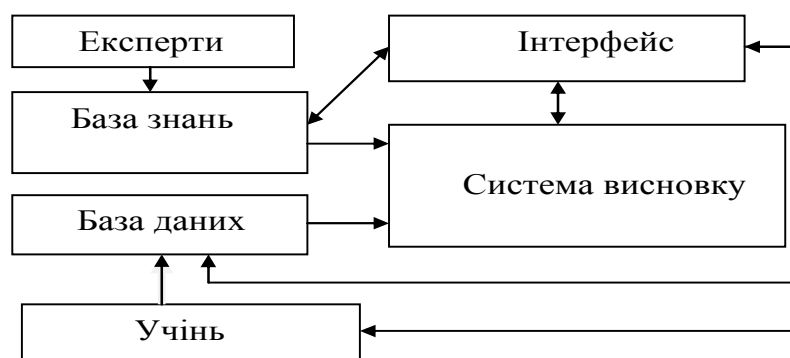 Експерти
Інтерфейс
База знань
Система висновку
База даних
Учінь